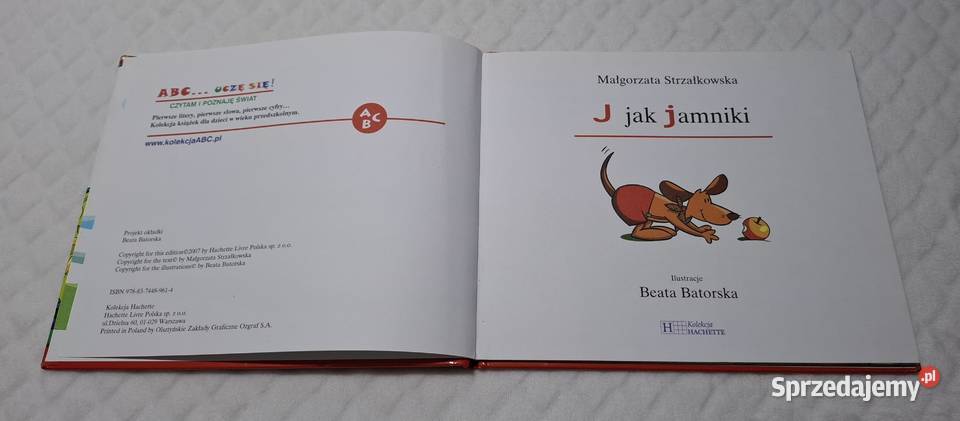 ABC... UCZĘ SIĘ!
CZYTAM I POZNAJĘ ŚWIAT
Pierwsze litery, pierwsze słowa, pierwsze cyfry...
Kolekcja książek dla dzieci w wieku przedszkolnym.
A
B C
www.kolekcjaABC.pl
Projekt okładki
Beata Batorska
Copyright for this edition©2007 by Hachette Livre Polska sp. z o.o.
Copyright for the text© by Małgorzata Strzałkowska
Copyright for the illustrations© by Beata Batorska
ISBN 978-83-7448-961-4
Kolekcja Hachette
Hachette Livre Polska sp. z o.o.
ul.Dzielna 60, 01-029 Warszawa
Printed in Poland by Olsztyńskie Zakłady Graficzne Ozgraf S.A.
Małgorzata Strzałkowska
J jak jamniki
Ilustracje
Beata Batorska
H Kolekcja
HACHETTE
Sprzedajemy.pl